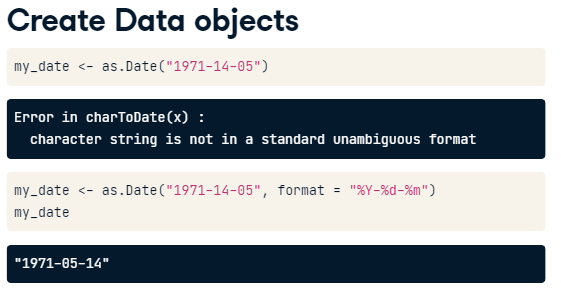 Create Data objects
my_date <- as.Date("1971-14-05")
Error in charToDate(x) :
character string is not in a standard unambiguous format
my_date <- as.Date("1971-14-05", format = "%Y-%d-%m")
my_date
"1971-05-14"